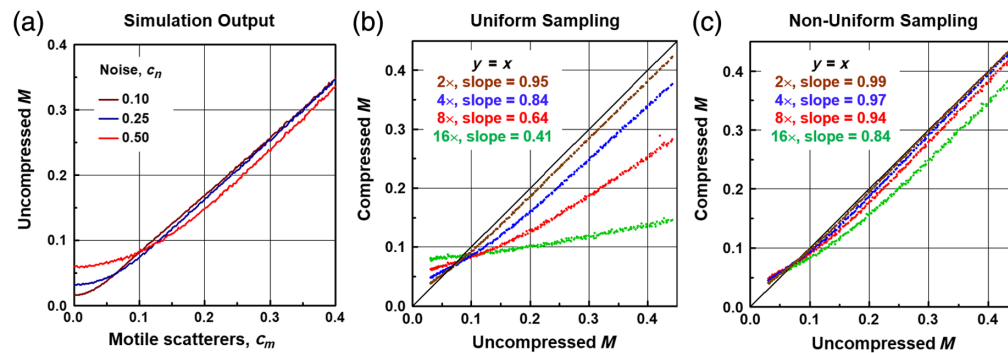 (a) Simulation Output
Uncompressed M
0.4
0.3
0.2
0.1
0.0
Noise, cn
0.10
0.25
0.50
0.0 0.1 0.2 0.3 0.4
Motile scatterers, cm
(b) Uniform Sampling
Compressed M
0.4
0.3
0.2
0.1
0.0
y = x
2×, slope = 0.95
4×, slope = 0.84
8×, slope = 0.64
16×, slope = 0.41
0.0 0.1 0.2 0.3 0.4
Uncompressed M
(c) Non-Uniform Sampling
Compressed M
0.4
0.3
0.2
0.1
0.0
y = x
2×, slope = 0.99
4×, slope = 0.97
8×, slope = 0.94
16×, slope = 0.84
0.0 0.1 0.2 0.3 0.4
Uncompressed M